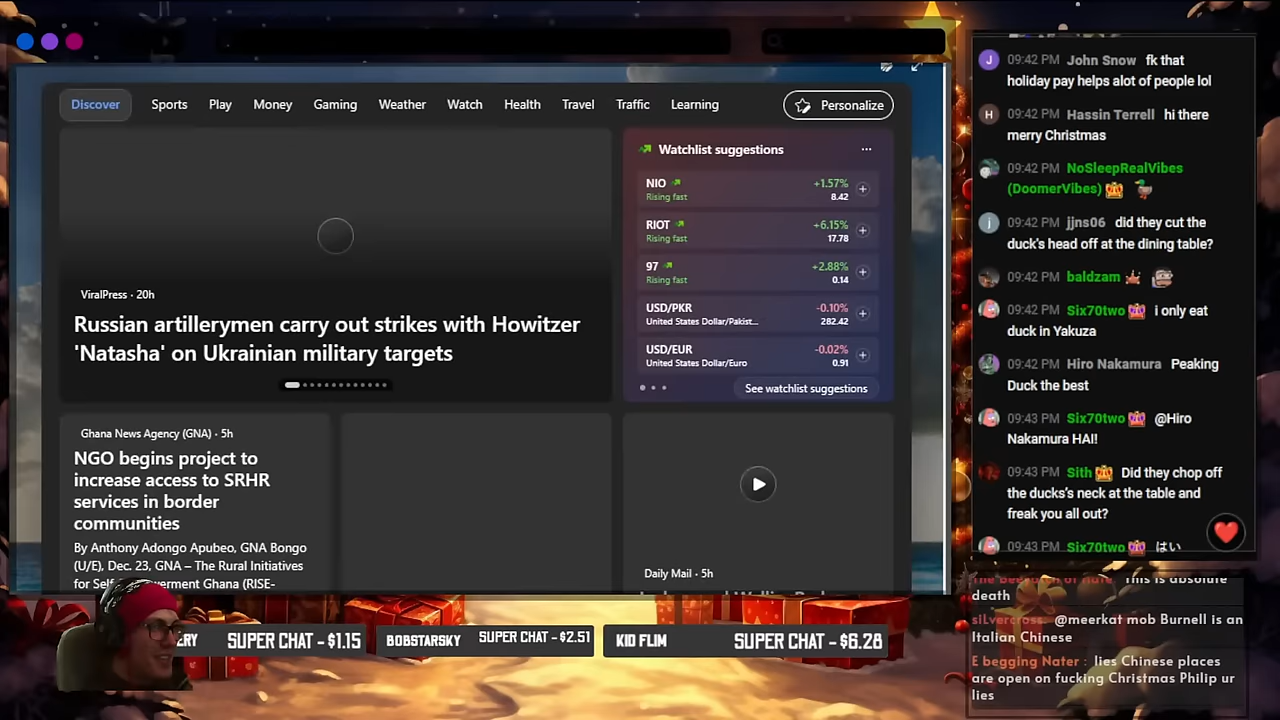 Discover Sports Play Money Gaming Weather Watch Health Travel Traffic Learning Personalize
ViralPress · 20h
Russian artillerymen carry out strikes with Howitzer
'Natasha' on Ukrainian military targets
Watchlist suggestions
NIO +1.57%
Rising fast 8.42
RIOT +6.15%
Rising fast 17.78
97 +2.88%
Rising fast 0.14
USD/PKR -0.10%
United States Dollar/Pakist... 282.42
USD/EUR -0.02%
United States Dollar/Euro 0.91
See watchlist suggestions
Ghana News Agency (GNA) · 5h
NGO begins project to
increase access to SRHR
services in border
communities
By Anthony Adongo Apubeo, GNA Bongo
(U/E), Dec. 23, GNA – The Rural Initiatives
for Self werment Ghana (RISE-
Daily Mail · 5h
ERY SUPER CHAT - $1.15
BOBSTARSKY SUPER CHAT - $2.51
KID FLIM SUPER CHAT - $6.28
J 09:42 PM John Snow fk that
holiday pay helps alot of people lol
H 09:42 PM Hassin Terrell hi there
merry Christmas
09:42 PM NoSleepRealVibes
(DoomerVibes)
j 09:42 PM jjns06 did they cut the
duck's head off at the dining table?
09:42 PM baldzam
09:42 PM Six70two i only eat
duck in Yakuza
09:42 PM Hiro Nakamura Peaking
Duck the best
09:43 PM Six70two @Hiro
Nakamura HAI!
09:43 PM Sith Did they chop off
the ducks's neck at the table and
freak you all out?
09:43 PM Six70two はい
This is absolute
death
silvercross: @meerkat mob Burnell is an
Italian Chinese
E begging Nater : lies Chinese places
are open on fucking Christmas Philip ur
lies